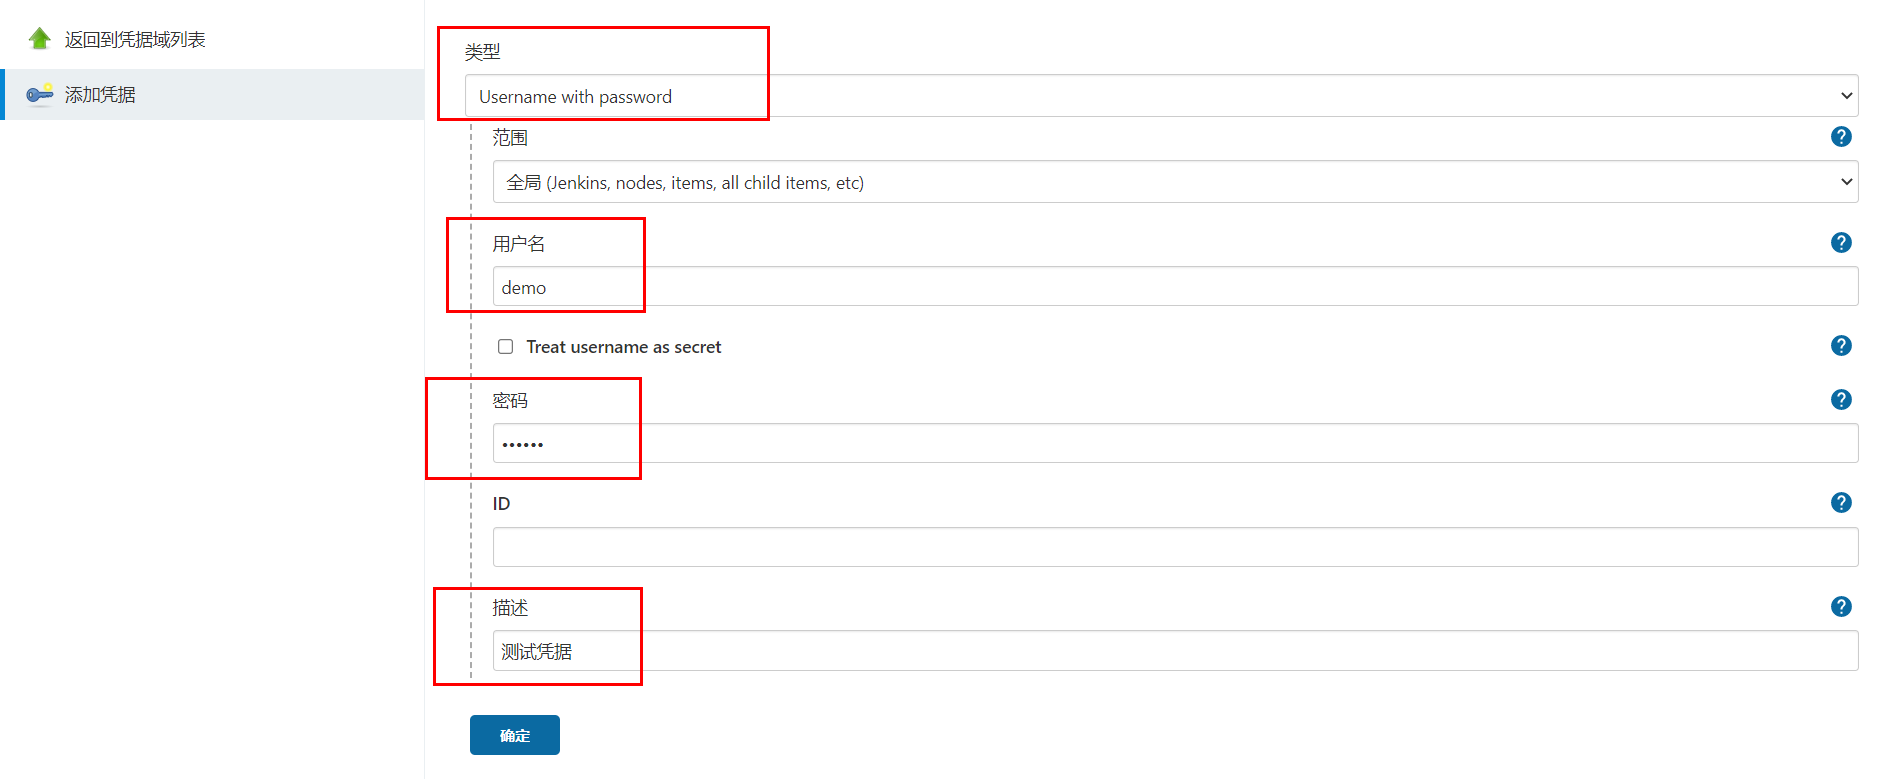 返回到凭据域列表
添加凭据
类型
Username with password
范围
全局 (Jenkins, nodes, items, all child items, etc)
用户名
demo
Treat username as secret
密码
••••••
ID
描述
测试凭据
确定